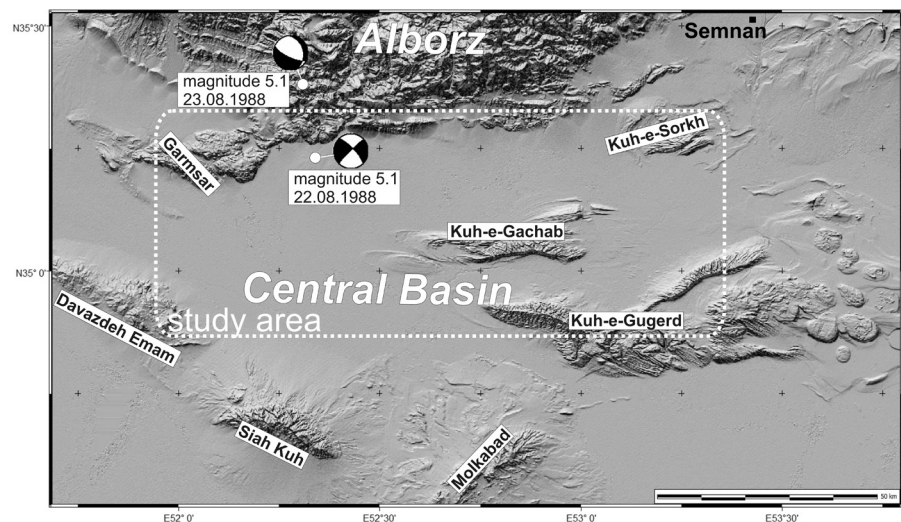 N35°30'
Alborz
Semnan
magnitude 5.1
23.08.1988
Kuh-e-Sorkh
Garmsar
magnitude 5.1
22.08.1988
Kuh-e-Gachab
N35° 0'
Central Basin
study area
Kuh-e-Gugerd
Davazdeh Emam
Siah Kuh
Molkabad
50 km
E52° 0'
E52°30'
E53° 0'
E53°30'